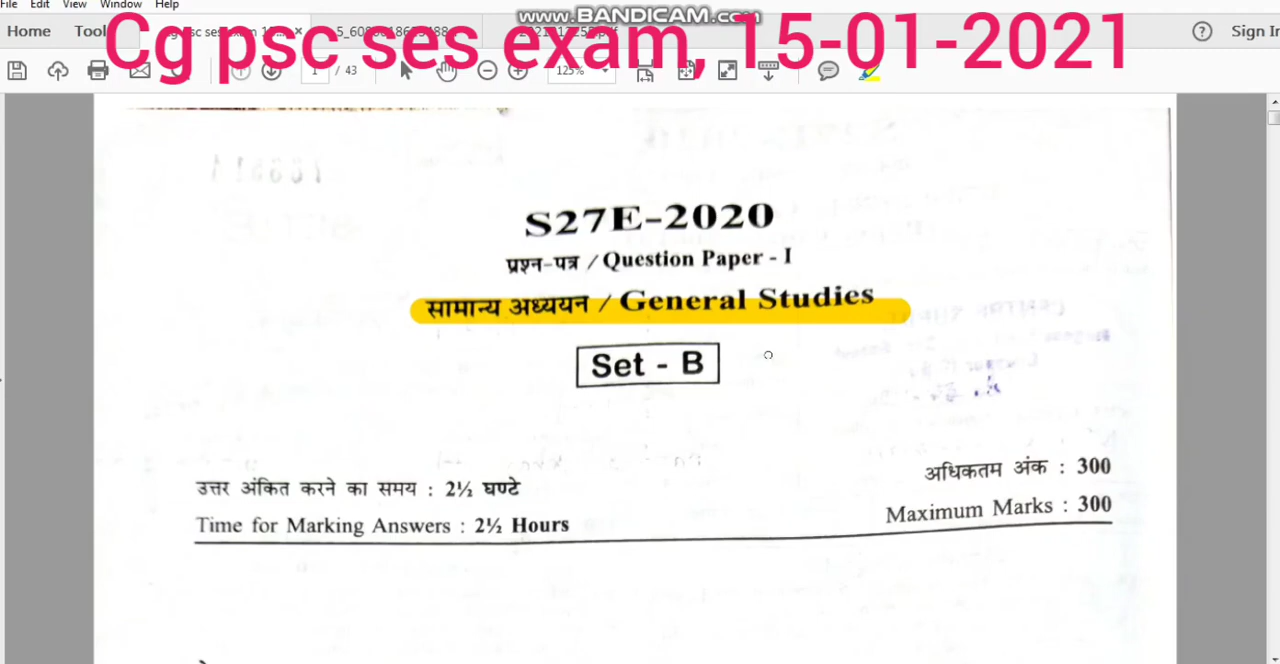 www.BANDICAM.com
File Edit View Window Help
Home
Sign In
Cg psc ses exam, 15-01-2021
1 / 43
125%
S27E-2020
प्रश्न-पत्र / Question Paper - I
सामान्य अध्ययन / General Studies
Set - B
उत्तर अंकित करने का समय : 2½ घण्टे
अधिकतम अंक : 300
Time for Marking Answers : 2½ Hours
Maximum Marks : 300